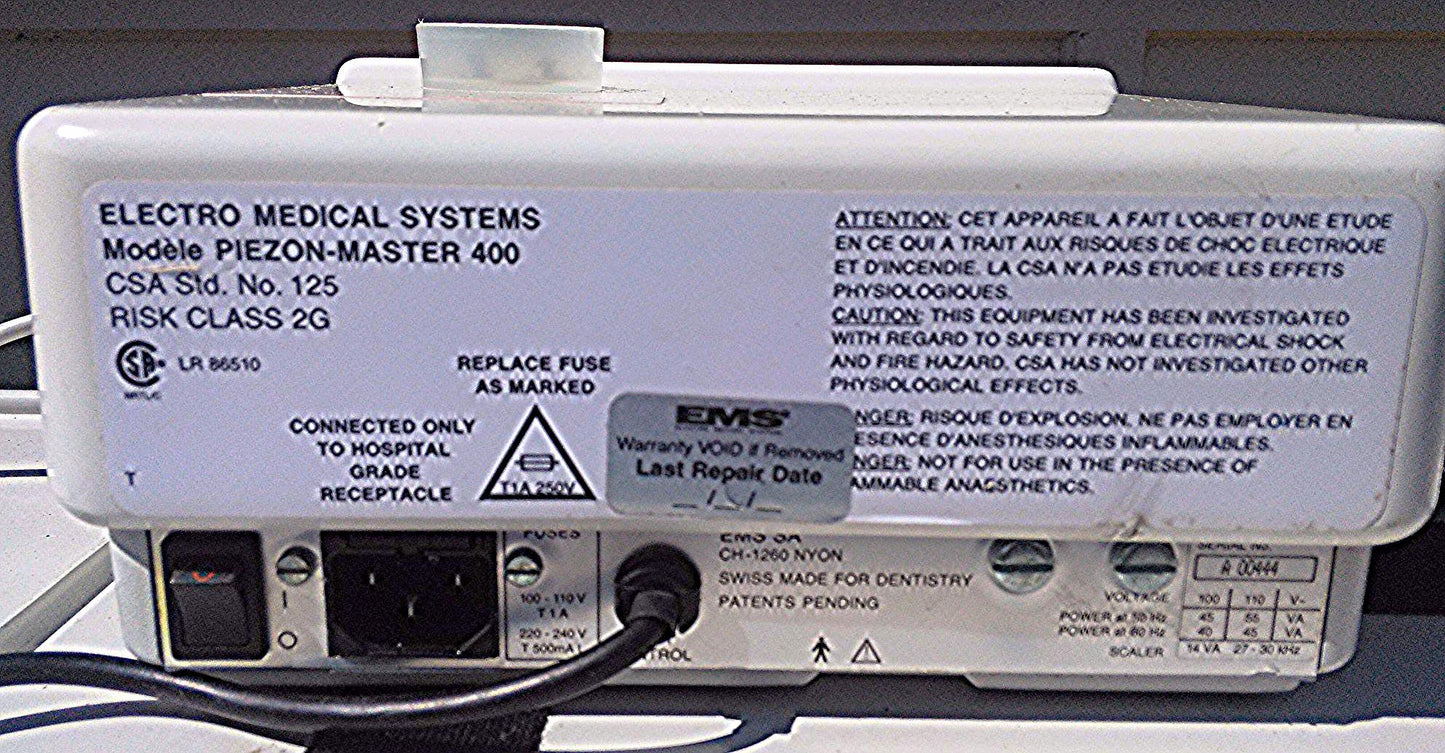 ELECTRO MEDICAL SYSTEMS
Modèle PIEZON-MASTER 400
CSA Std. No. 125
RISK CLASS 2G
LR 86510
REPLACE FUSE
AS MARKED
CONNECTED ONLY
TO HOSPITAL
GRADE
RECEPTACLE
T
T1A 250V
EMS
Warranty VOID if Removed
Last Repair Date
_/_/_
ATTENTION: CET APPAREIL A FAIT L'OBJET D'UNE ETUDE
EN CE QUI A TRAIT AUX RISQUES DE CHOC ELECTRIQUE
ET D'INCENDIE. LA CSA N'A PAS ETUDIE LES EFFETS
PHYSIOLOGIQUES.
CAUTION: THIS EQUIPMENT HAS BEEN INVESTIGATED
WITH REGARD TO SAFETY FROM ELECTRICAL SHOCK
AND FIRE HAZARD. CSA HAS NOT INVESTIGATED OTHER
PHYSIOLOGICAL EFFECTS.
NGER: RISQUE D'EXPLOSION. NE PAS EMPLOYER EN
ESENCE D'ANESTHESIQUES INFLAMMABLES.
NGER: NOT FOR USE IN THE PRESENCE OF
AMMABLE ANAESTHETICS.
I
O
FUSES
100 - 110 V
T 1 A
220 - 240 V
T 500mA
TROL
EMS SA
CH-1260 NYON
SWISS MADE FOR DENTISTRY
PATENTS PENDING
SERIAL NO.
A 00444
VOLTAGE 100 110 V~
POWER at 50 Hz 45 55 VA
POWER at 60 Hz 40 45 VA
SCALER 14 VA 27 - 30 kHz